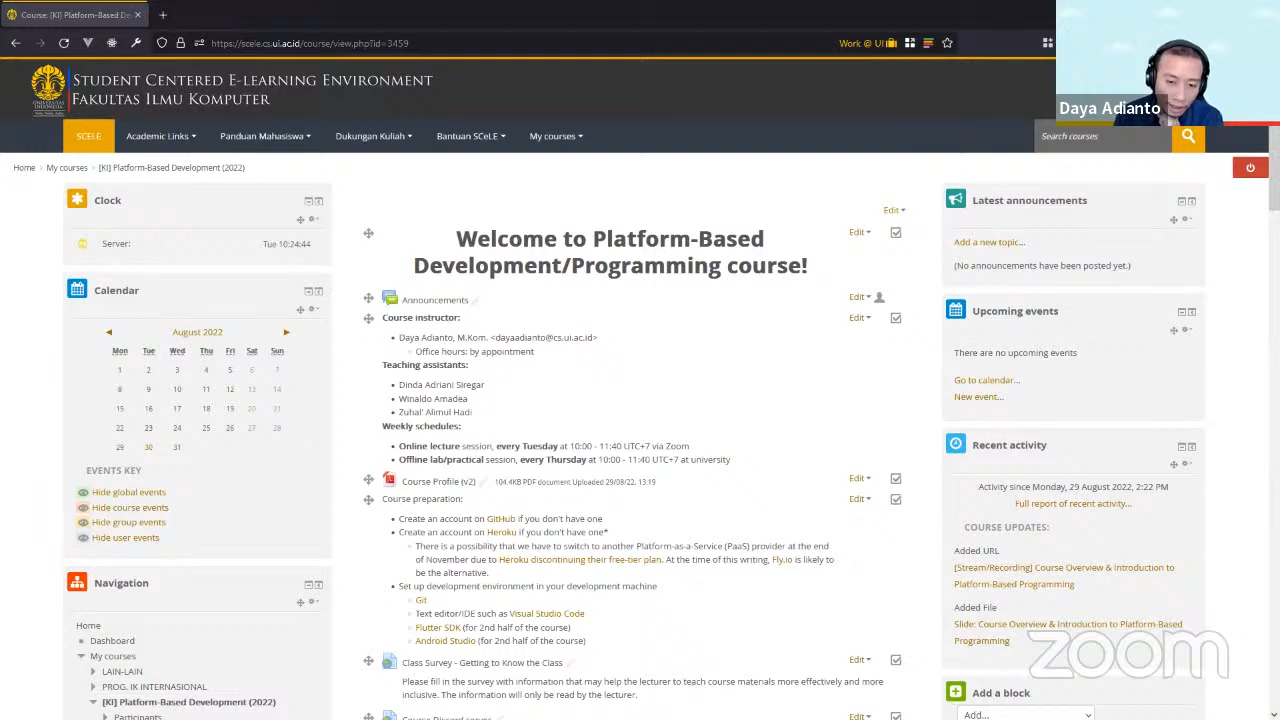 Course: [KI] Platform-Based De
https://scele.cs.ui.ac.id/course/view.php?id=3459
Work @ UI
Daya Adianto
UNIVERSITAS
INDONESIA
STUDENT CENTERED E-LEARNING ENVIRONMENT
FAKULTAS ILMU KOMPUTER
SCELE
Academic Links
Panduan Mahasiswa
Dukungan Kuliah
Bantuan SCeLE
My courses
Search courses
Home
My courses
[KI] Platform-Based Development (2022)
Clock
Server:
Tue 10:24:44
Calendar
August 2022
Mon Tue Wed Thu Fri Sat Sun
1 2 3 4 5 6 7
8 9 10 11 12 13 14
15 16 17 18 19 20 21
22 23 24 25 26 27 28
29 30 31
EVENTS KEY
Hide global events
Hide course events
Hide group events
Hide user events
Navigation
Home
Dashboard
My courses
LAIN-LAIN
PROG. IK INTERNASIONAL
[KI] Platform-Based Development (2022)
Participants
Edit
Welcome to Platform-Based
Development/Programming course!
Edit
Announcements
Edit
Course instructor:
Edit
• Daya Adianto, M.Kom. <dayaadianto@cs.ui.ac.id>
Office hours: by appointment
Teaching assistants:
• Dinda Adriani Siregar
• Winaldo Amadea
• Zuhal' Alimul Hadi
Weekly schedules:
• Online lecture session, every Tuesday at 10:00 - 11:40 UTC+7 via Zoom
• Offline lab/practical session, every Thursday at 10:00 - 11:40 UTC+7 at university
Course Profile (v2) 104.4KB PDF document Uploaded 29/08/22, 13:19
Edit
Course preparation:
Edit
• Create an account on GitHub if you don't have one
• Create an account on Heroku if you don't have one*
There is a possibility that we have to switch to another Platform-as-a-Service (PaaS) provider at the end
of November due to Heroku discontinuing their free-tier plan. At the time of this writing, Fly.io is likely to
be the alternative.
• Set up development environment in your development machine
Git
Text editor/IDE such as Visual Studio Code
Flutter SDK (for 2nd half of the course)
Android Studio (for 2nd half of the course)
Class Survey - Getting to Know the Class
Edit
Please fill in the survey with information that may help the lecturer to teach course materials more effectively and more
inclusive. The information will only be read by the lecturer.
Course Discord server
Edit
Latest announcements
Add a new topic...
(No announcements have been posted yet.)
Upcoming events
There are no upcoming events
Go to calendar...
New event...
Recent activity
Activity since Monday, 29 August 2022, 2:22 PM
Full report of recent activity...
COURSE UPDATES:
Added URL
[Stream/Recording] Course Overview & Introduction to
Platform-Based Programming
Added File
Slide: Course Overview & Introduction to Platform-Based
Programming
zoom
Add a block
Add...